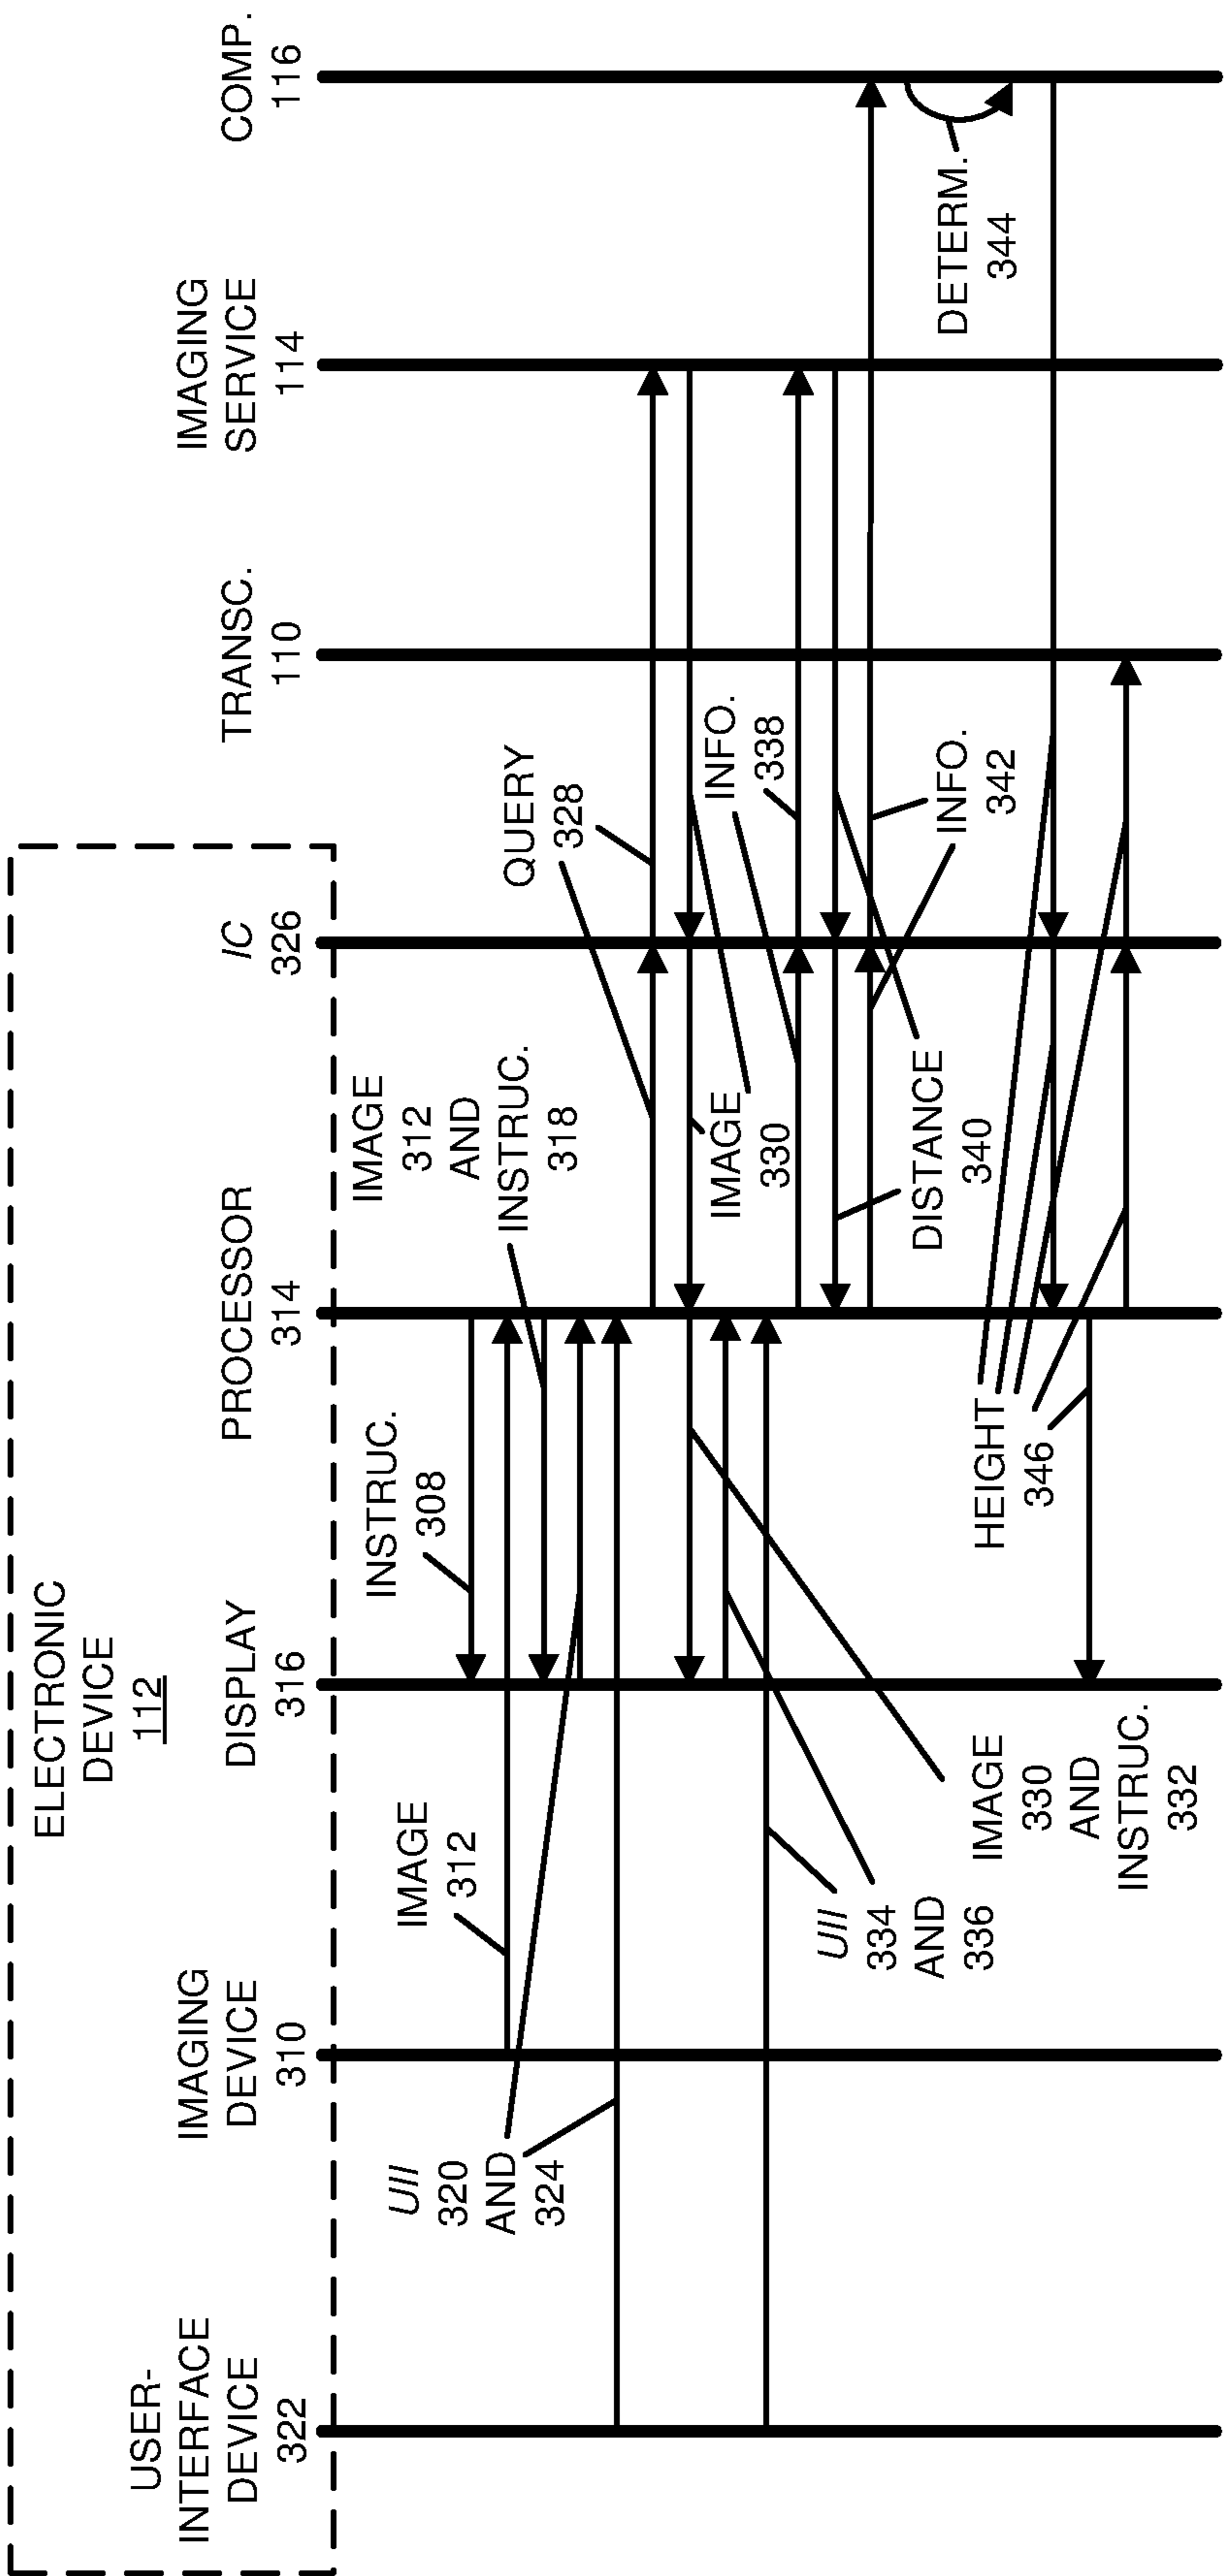 ELECTRONIC
DEVICE
112
USER-
INTERFACE
DEVICE
322
IMAGING
DEVICE
310
DISPLAY
316
PROCESSOR
314
IC
326
TRANSC.
110
IMAGING
SERVICE
114
COMP.
116
INSTRUC.
308
IMAGE
312
IMAGE
312
AND
INSTRUC.
318
UII
320
AND
324
QUERY
328
IMAGE
330
IMAGE
330
AND
INSTRUC.
332
UII
334
AND
336
INFO.
338
DISTANCE
340
INFO.
342
DETERM.
344
HEIGHT
346